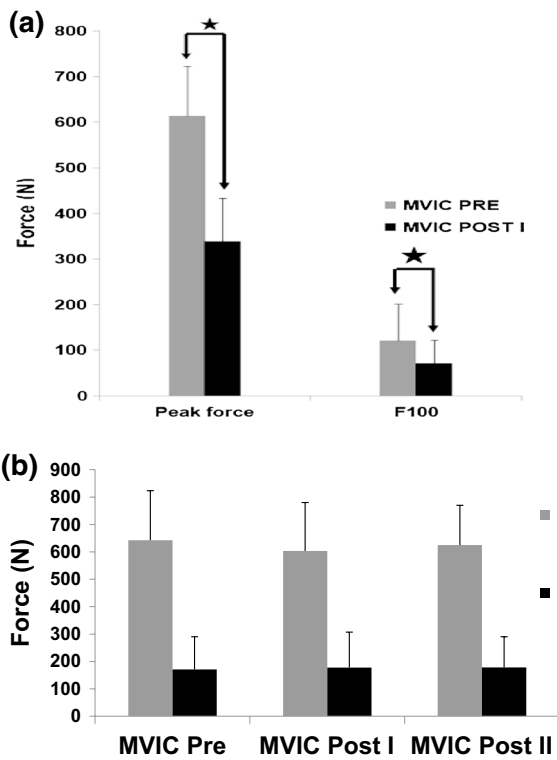 (a)
800
700
600
500
400
300
200
100
0
Force (N)
MVIC PRE
MVIC POST I
Peak force
F100
(b)
900
800
700
600
500
400
300
200
100
0
Force (N)
MVIC Pre
MVIC Post I
MVIC Post II